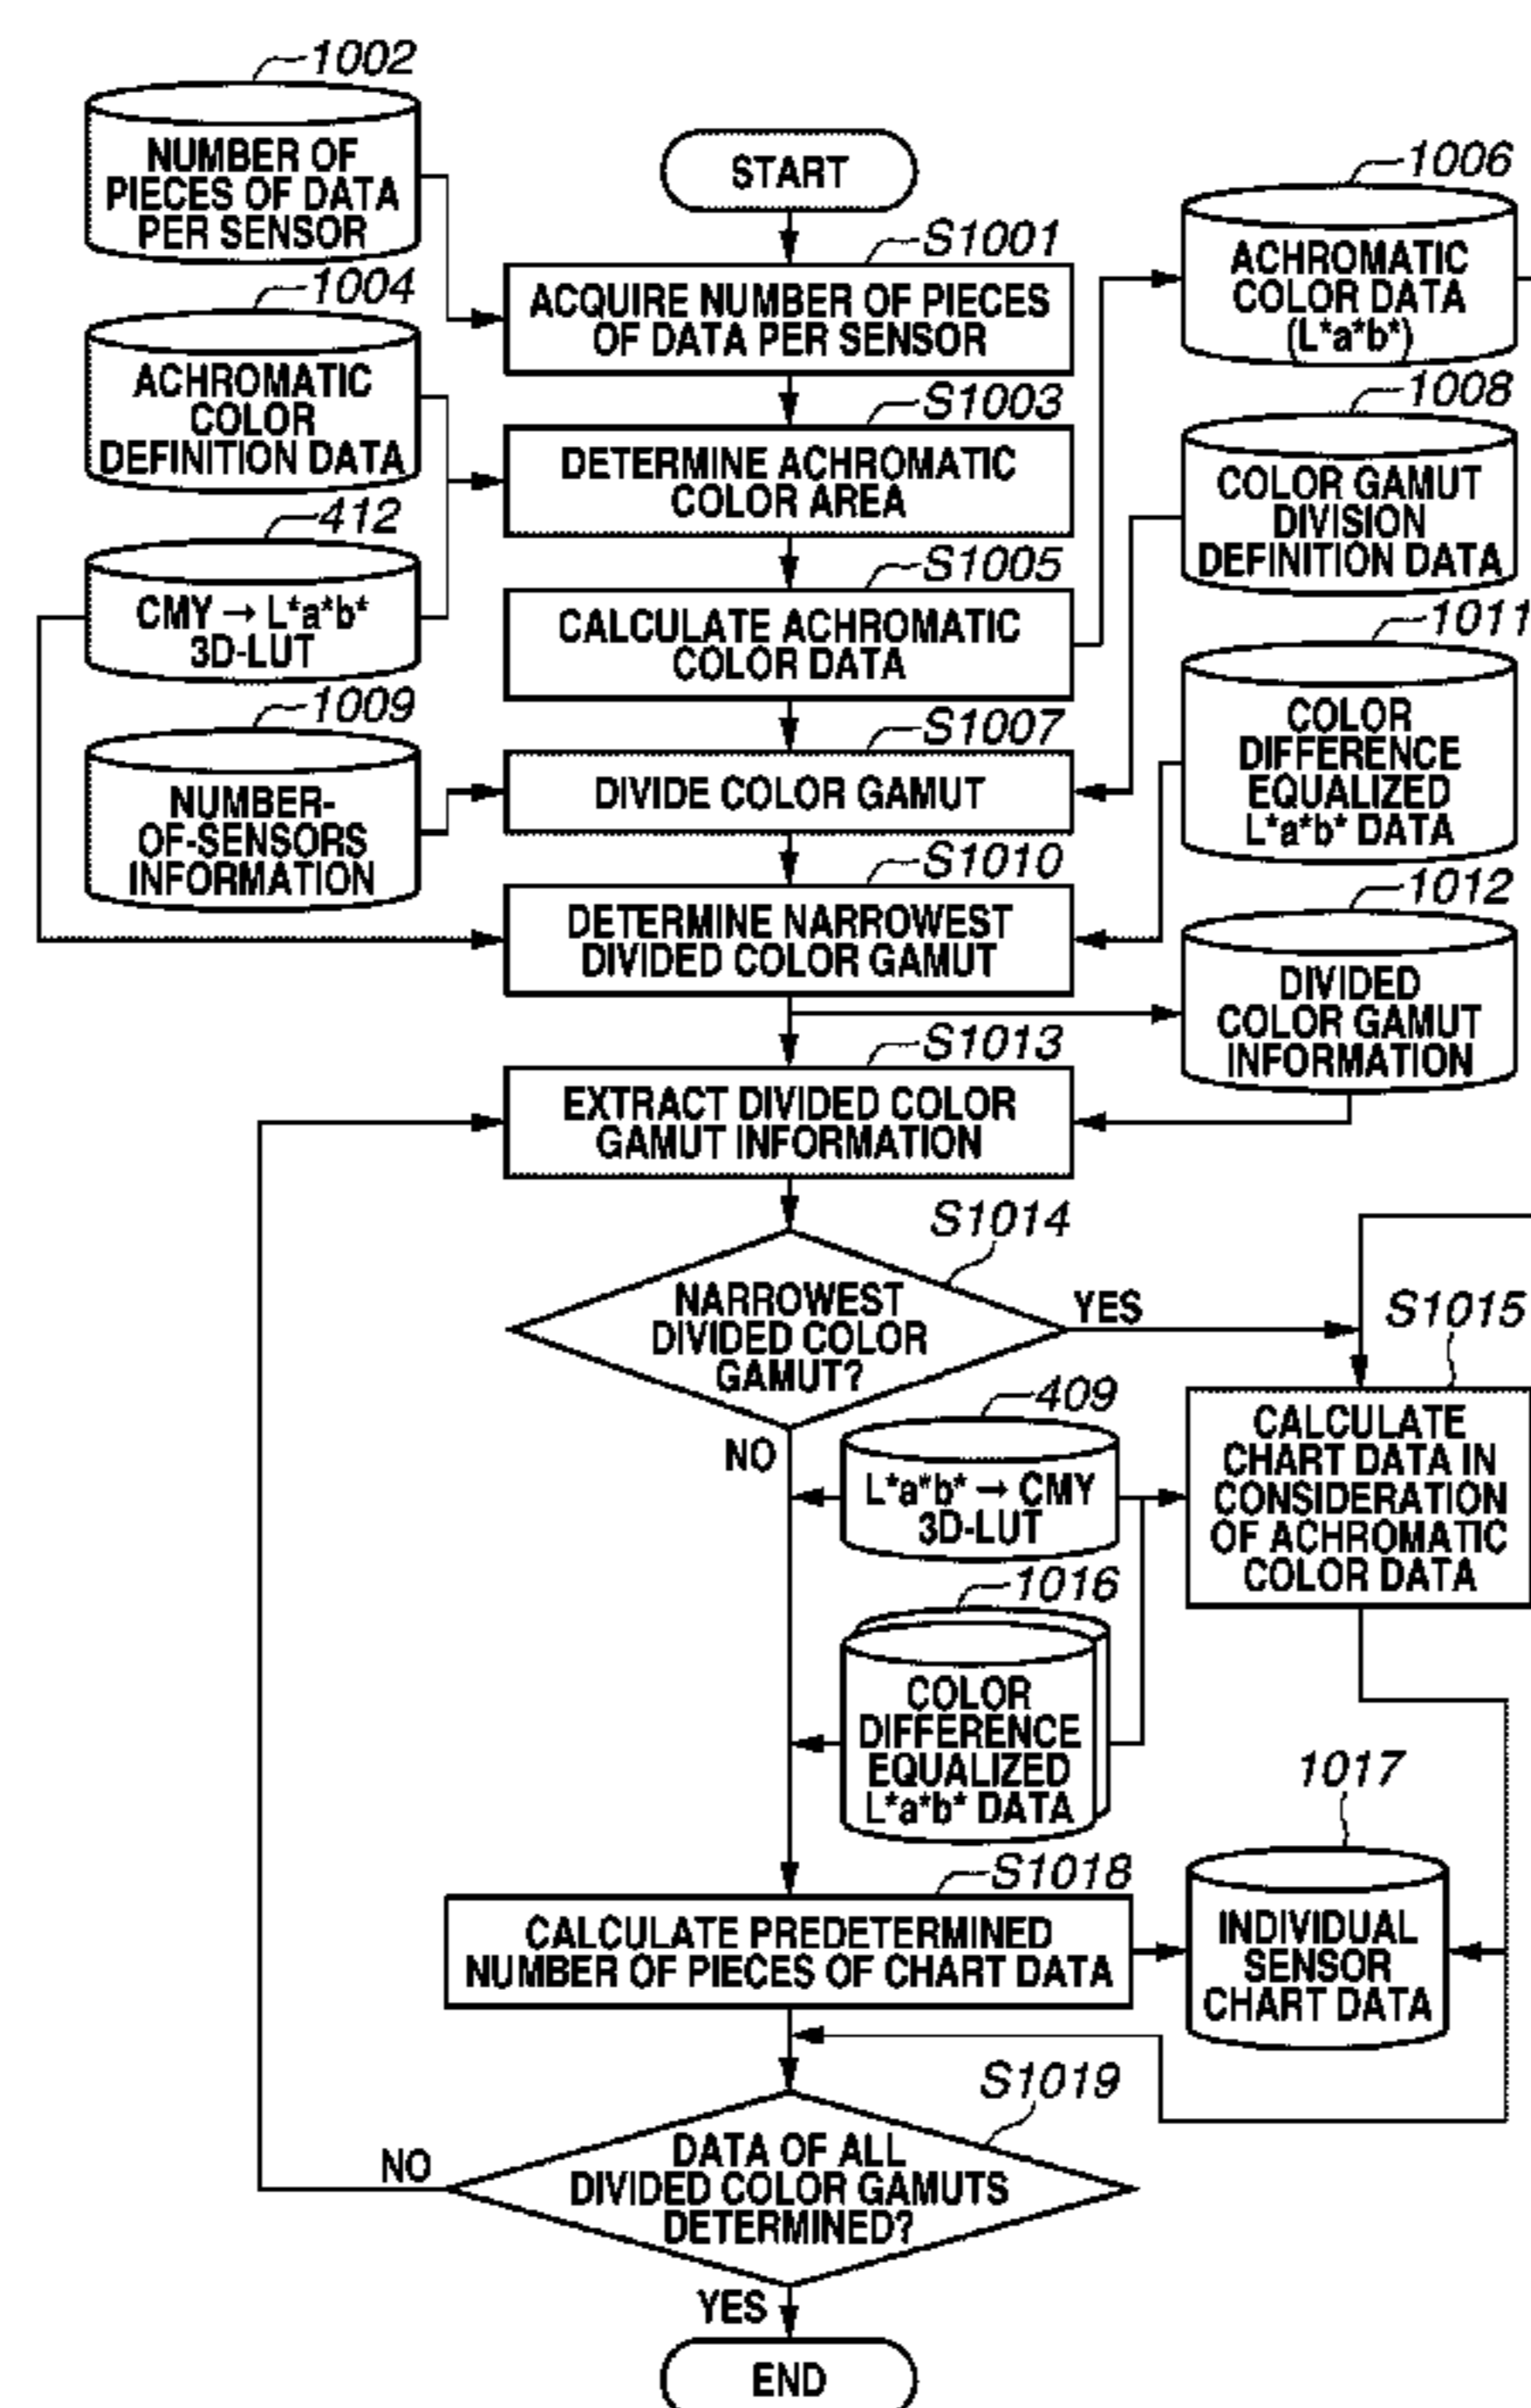 1002
NUMBER OF
PIECES OF DATA
PER SENSOR
START
1006
ACHROMATIC
COLOR DATA
(L*a*b*)
S1001
ACQUIRE NUMBER OF PIECES
OF DATA PER SENSOR
1004
ACHROMATIC
COLOR
DEFINITION DATA
S1003
DETERMINE ACHROMATIC
COLOR AREA
1008
COLOR GAMUT
DIVISION
DEFINITION DATA
412
CMY → L*a*b*
3D-LUT
S1005
CALCULATE ACHROMATIC
COLOR DATA
1011
COLOR
DIFFERENCE
EQUALIZED
L*a*b* DATA
1009
NUMBER-
OF-SENSORS
INFORMATION
S1007
DIVIDE COLOR GAMUT
S1010
DETERMINE NARROWEST
DIVIDED COLOR GAMUT
1012
DIVIDED
COLOR GAMUT
INFORMATION
S1013
EXTRACT DIVIDED COLOR
GAMUT INFORMATION
S1014
NARROWEST
DIVIDED COLOR
GAMUT?
YES
NO
S1015
CALCULATE
CHART DATA IN
CONSIDERATION
OF ACHROMATIC
COLOR DATA
409
L*a*b* → CMY
3D-LUT
1016
COLOR
DIFFERENCE
EQUALIZED
L*a*b* DATA
1017
INDIVIDUAL
SENSOR
CHART DATA
S1018
CALCULATE PREDETERMINED
NUMBER OF PIECES OF CHART DATA
S1019
DATA OF ALL
DIVIDED COLOR GAMUTS
DETERMINED?
NO
YES
END